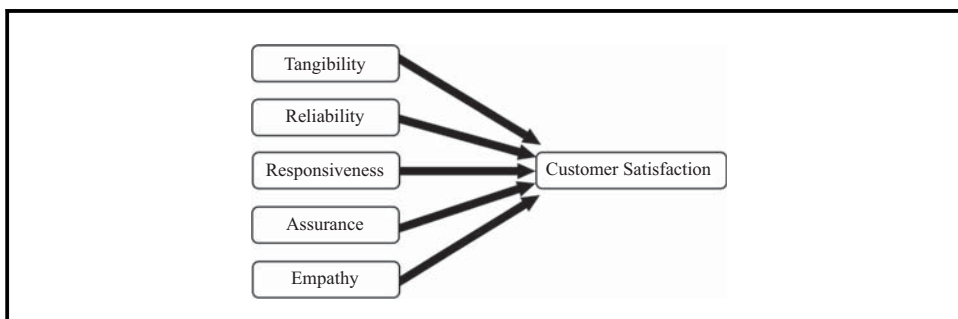 Tangibility
Reliability
Responsiveness
Customer Satisfaction
Assurance
Empathy